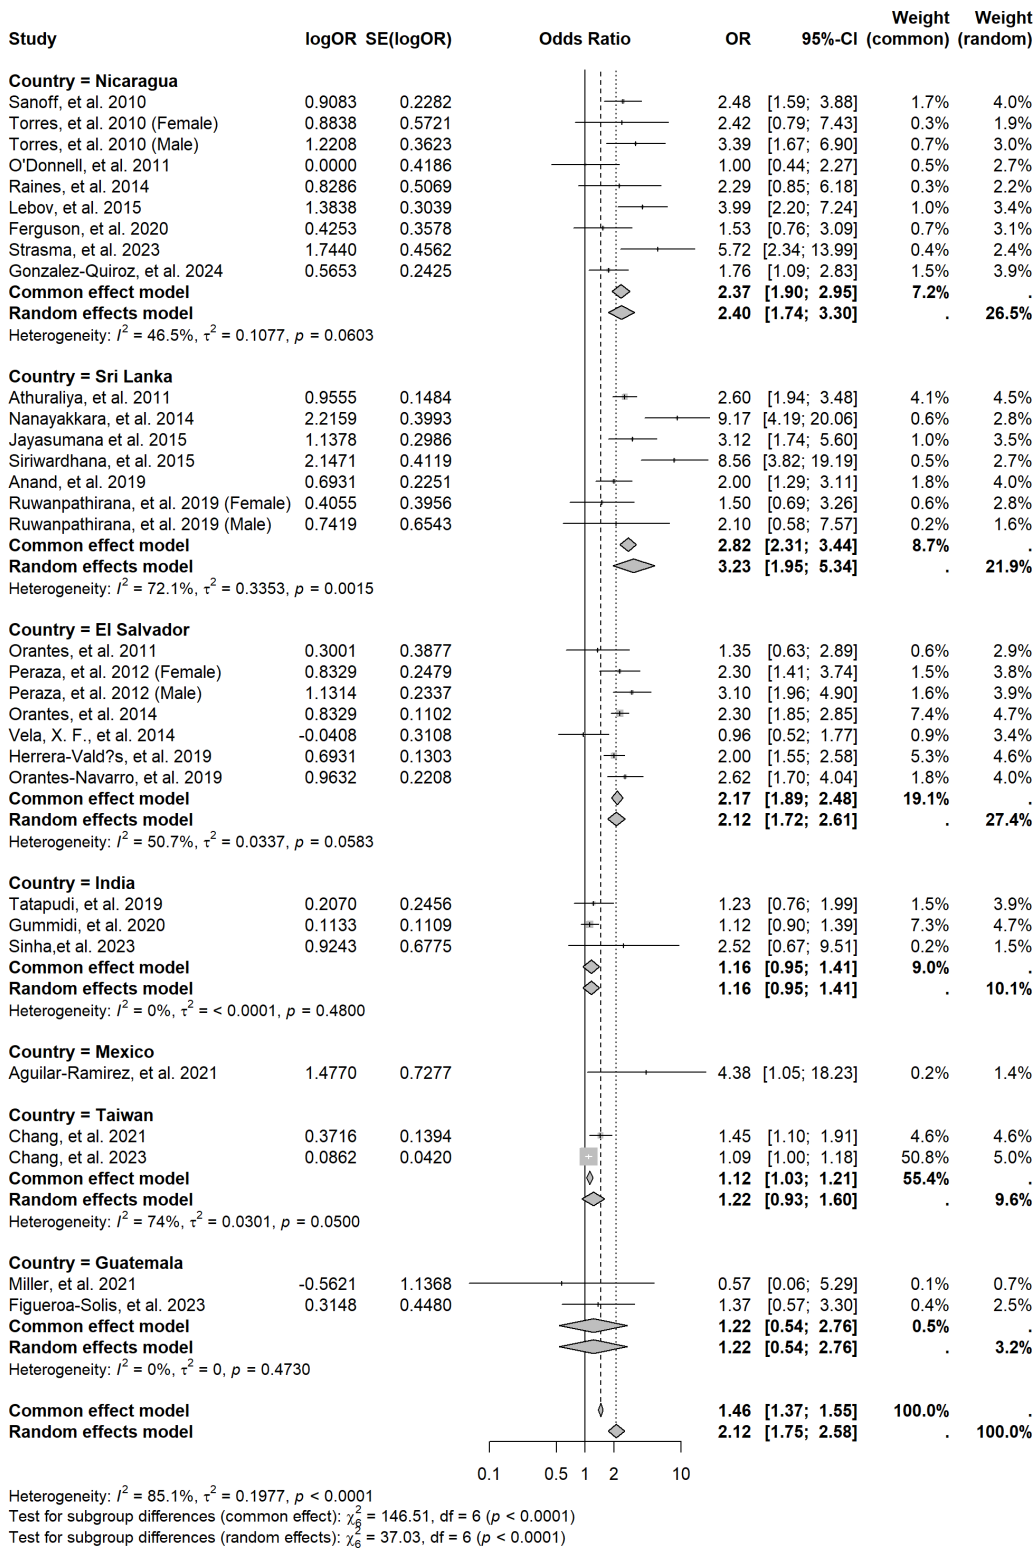 Weight Weight
Study logOR SE(logOR) Odds Ratio OR 95%-CI (common) (random)
Country = Nicaragua
Sanoff, et al. 2010 0.9083 0.2282 2.48 [1.59; 3.88] 1.7% 4.0%
Torres, et al. 2010 (Female) 0.8838 0.5721 2.42 [0.79; 7.43] 0.3% 1.9%
Torres, et al. 2010 (Male) 1.2208 0.3623 3.39 [1.67; 6.90] 0.7% 3.0%
O'Donnell, et al. 2011 0.0000 0.4186 1.00 [0.44; 2.27] 0.5% 2.7%
Raines, et al. 2014 0.8286 0.5069 2.29 [0.85; 6.18] 0.3% 2.2%
Lebov, et al. 2015 1.3838 0.3039 3.99 [2.20; 7.24] 1.0% 3.4%
Ferguson, et al. 2020 0.4253 0.3578 1.53 [0.76; 3.09] 0.7% 3.1%
Strasma, et al. 2023 1.7440 0.4562 5.72 [2.34; 13.99] 0.4% 2.4%
Gonzalez-Quiroz, et al. 2024 0.5653 0.2425 1.76 [1.09; 2.83] 1.5% 3.9%
Common effect model 2.37 [1.90; 2.95] 7.2% .
Random effects model 2.40 [1.74; 3.30] . 26.5%
Heterogeneity: I² = 46.5%, τ² = 0.1077, p = 0.0603
Country = Sri Lanka
Athuraliya, et al. 2011 0.9555 0.1484 2.60 [1.94; 3.48] 4.1% 4.5%
Nanayakkara, et al. 2014 2.2159 0.3993 9.17 [4.19; 20.06] 0.6% 2.8%
Jayasumana et al. 2015 1.1378 0.2986 3.12 [1.74; 5.60] 1.0% 3.5%
Siriwardhana, et al. 2015 2.1471 0.4119 8.56 [3.82; 19.19] 0.5% 2.7%
Anand, et al. 2019 0.6931 0.2251 2.00 [1.29; 3.11] 1.8% 4.0%
Ruwanpathirana, et al. 2019 (Female) 0.4055 0.3956 1.50 [0.69; 3.26] 0.6% 2.8%
Ruwanpathirana, et al. 2019 (Male) 0.7419 0.6543 2.10 [0.58; 7.57] 0.2% 1.6%
Common effect model 2.82 [2.31; 3.44] 8.7% .
Random effects model 3.23 [1.95; 5.34] . 21.9%
Heterogeneity: I² = 72.1%, τ² = 0.3353, p = 0.0015
Country = El Salvador
Orantes, et al. 2011 0.3001 0.3877 1.35 [0.63; 2.89] 0.6% 2.9%
Peraza, et al. 2012 (Female) 0.8329 0.2479 2.30 [1.41; 3.74] 1.5% 3.8%
Peraza, et al. 2012 (Male) 1.1314 0.2337 3.10 [1.96; 4.90] 1.6% 3.9%
Orantes, et al. 2014 0.8329 0.1102 2.30 [1.85; 2.85] 7.4% 4.7%
Vela, X. F., et al. 2014 -0.0408 0.3108 0.96 [0.52; 1.77] 0.9% 3.4%
Herrera-Vald?s, et al. 2019 0.6931 0.1303 2.00 [1.55; 2.58] 5.3% 4.6%
Orantes-Navarro, et al. 2019 0.9632 0.2208 2.62 [1.70; 4.04] 1.8% 4.0%
Common effect model 2.17 [1.89; 2.48] 19.1% .
Random effects model 2.12 [1.72; 2.61] . 27.4%
Heterogeneity: I² = 50.7%, τ² = 0.0337, p = 0.0583
Country = India
Tatapudi, et al. 2019 0.2070 0.2456 1.23 [0.76; 1.99] 1.5% 3.9%
Gummidi, et al. 2020 0.1133 0.1109 1.12 [0.90; 1.39] 7.3% 4.7%
Sinha,et al. 2023 0.9243 0.6775 2.52 [0.67; 9.51] 0.2% 1.5%
Common effect model 1.16 [0.95; 1.41] 9.0% .
Random effects model 1.16 [0.95; 1.41] . 10.1%
Heterogeneity: I² = 0%, τ² = < 0.0001, p = 0.4800
Country = Mexico
Aguilar-Ramirez, et al. 2021 1.4770 0.7277 4.38 [1.05; 18.23] 0.2% 1.4%
Country = Taiwan
Chang, et al. 2021 0.3716 0.1394 1.45 [1.10; 1.91] 4.6% 4.6%
Chang, et al. 2023 0.0862 0.0420 1.09 [1.00; 1.18] 50.8% 5.0%
Common effect model 1.12 [1.03; 1.21] 55.4% .
Random effects model 1.22 [0.93; 1.60] . 9.6%
Heterogeneity: I² = 74%, τ² = 0.0301, p = 0.0500
Country = Guatemala
Miller, et al. 2021 -0.5621 1.1368 0.57 [0.06; 5.29] 0.1% 0.7%
Figueroa-Solis, et al. 2023 0.3148 0.4480 1.37 [0.57; 3.30] 0.4% 2.5%
Common effect model 1.22 [0.54; 2.76] 0.5% .
Random effects model 1.22 [0.54; 2.76] . 3.2%
Heterogeneity: I² = 0%, τ² = 0, p = 0.4730
Common effect model 1.46 [1.37; 1.55] 100.0% .
Random effects model 2.12 [1.75; 2.58] . 100.0%
0.1 0.5 1 2 10
Heterogeneity: I² = 85.1%, τ² = 0.1977, p < 0.0001
Test for subgroup differences (common effect): χ²₆ = 146.51, df = 6 (p < 0.0001)
Test for subgroup differences (random effects): χ²₆ = 37.03, df = 6 (p < 0.0001)